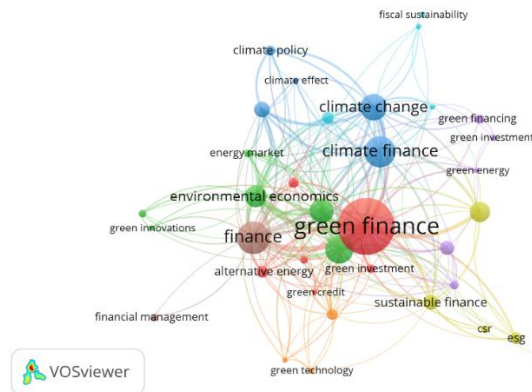 fiscal sustainability
climate policy
climate effect
climate change
green financing
green investment
energy market
climate finance
green energy
environmental economics
green finance
green innovations
finance
alternative energy
green investment
green credit
sustainable finance
financial management
csr
esg
green technology
VOSviewer